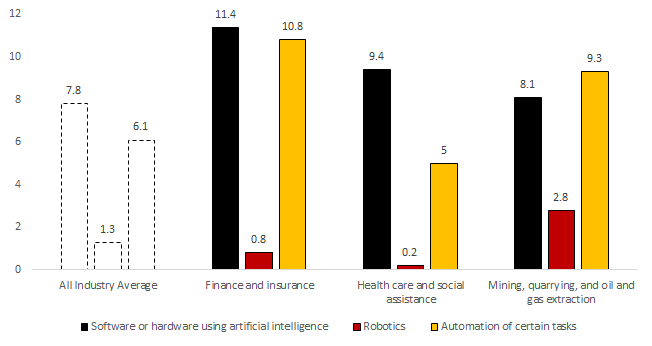 12
10
8
6
4
2
0
7.8
1.3
6.1
11.4
0.8
10.8
9.4
0.2
5
8.1
2.8
9.3
All Industry Average
Finance and insurance
Health care and social
assistance
Mining, quarrying, and oil and
gas extraction
Software or hardware using artificial intelligence
Robotics
Automation of certain tasks